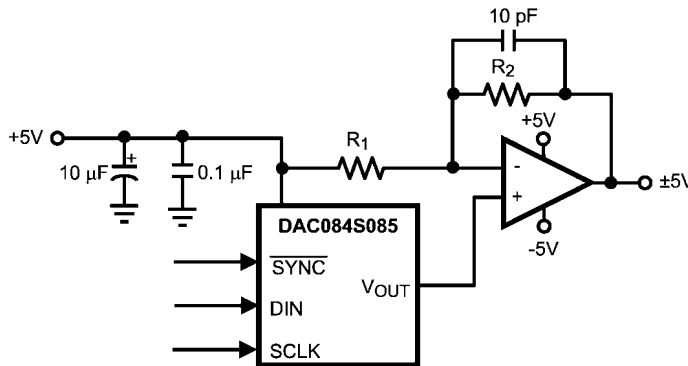 10 pF
R2
+5V
+5V
R1
10 μF
+
0.1 μF
-
+
±5V
-5V
DAC084S085
SYNC
VOUT
DIN
SCLK